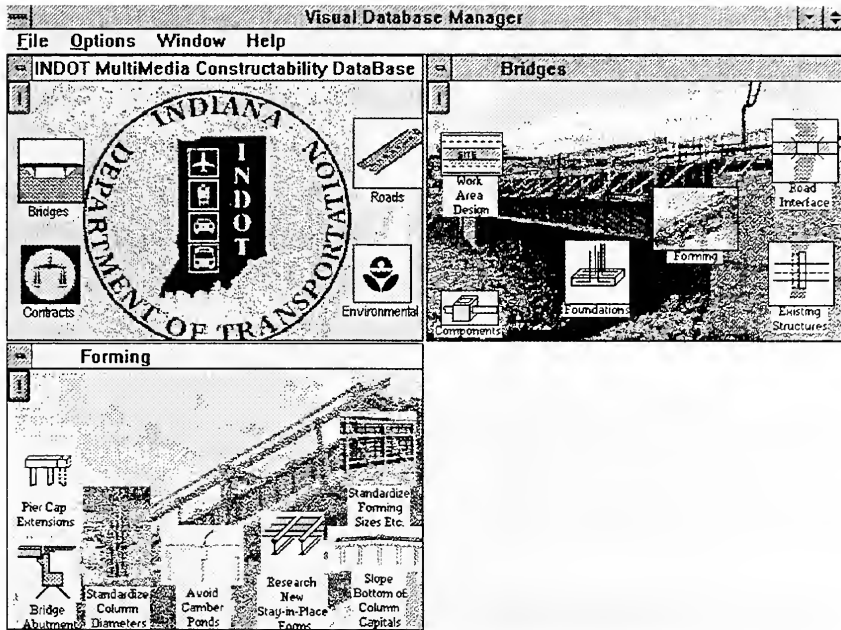 Visual Database Manager
File Options Window Help
INDOT MultiMedia Constructability DataBase
INDIANA
DEPARTMENT OF TRANSPORTATION
INDOT
Bridges
Roads
Contracts
Environmental
Bridges
SITE
Work
Area
Design
Road
Interface
Forming
Foundations
Components
Existing
Structures
Forming
Pier Cap
Extensions
Standardize
Forming
Sizes Etc.
Bridge
Abutment
Standardize
Column
Diameters
Avoid
Camber
Ponds
Research
New
Stay-in-Place
Forms
Slope
Bottom of
Column
Capitals